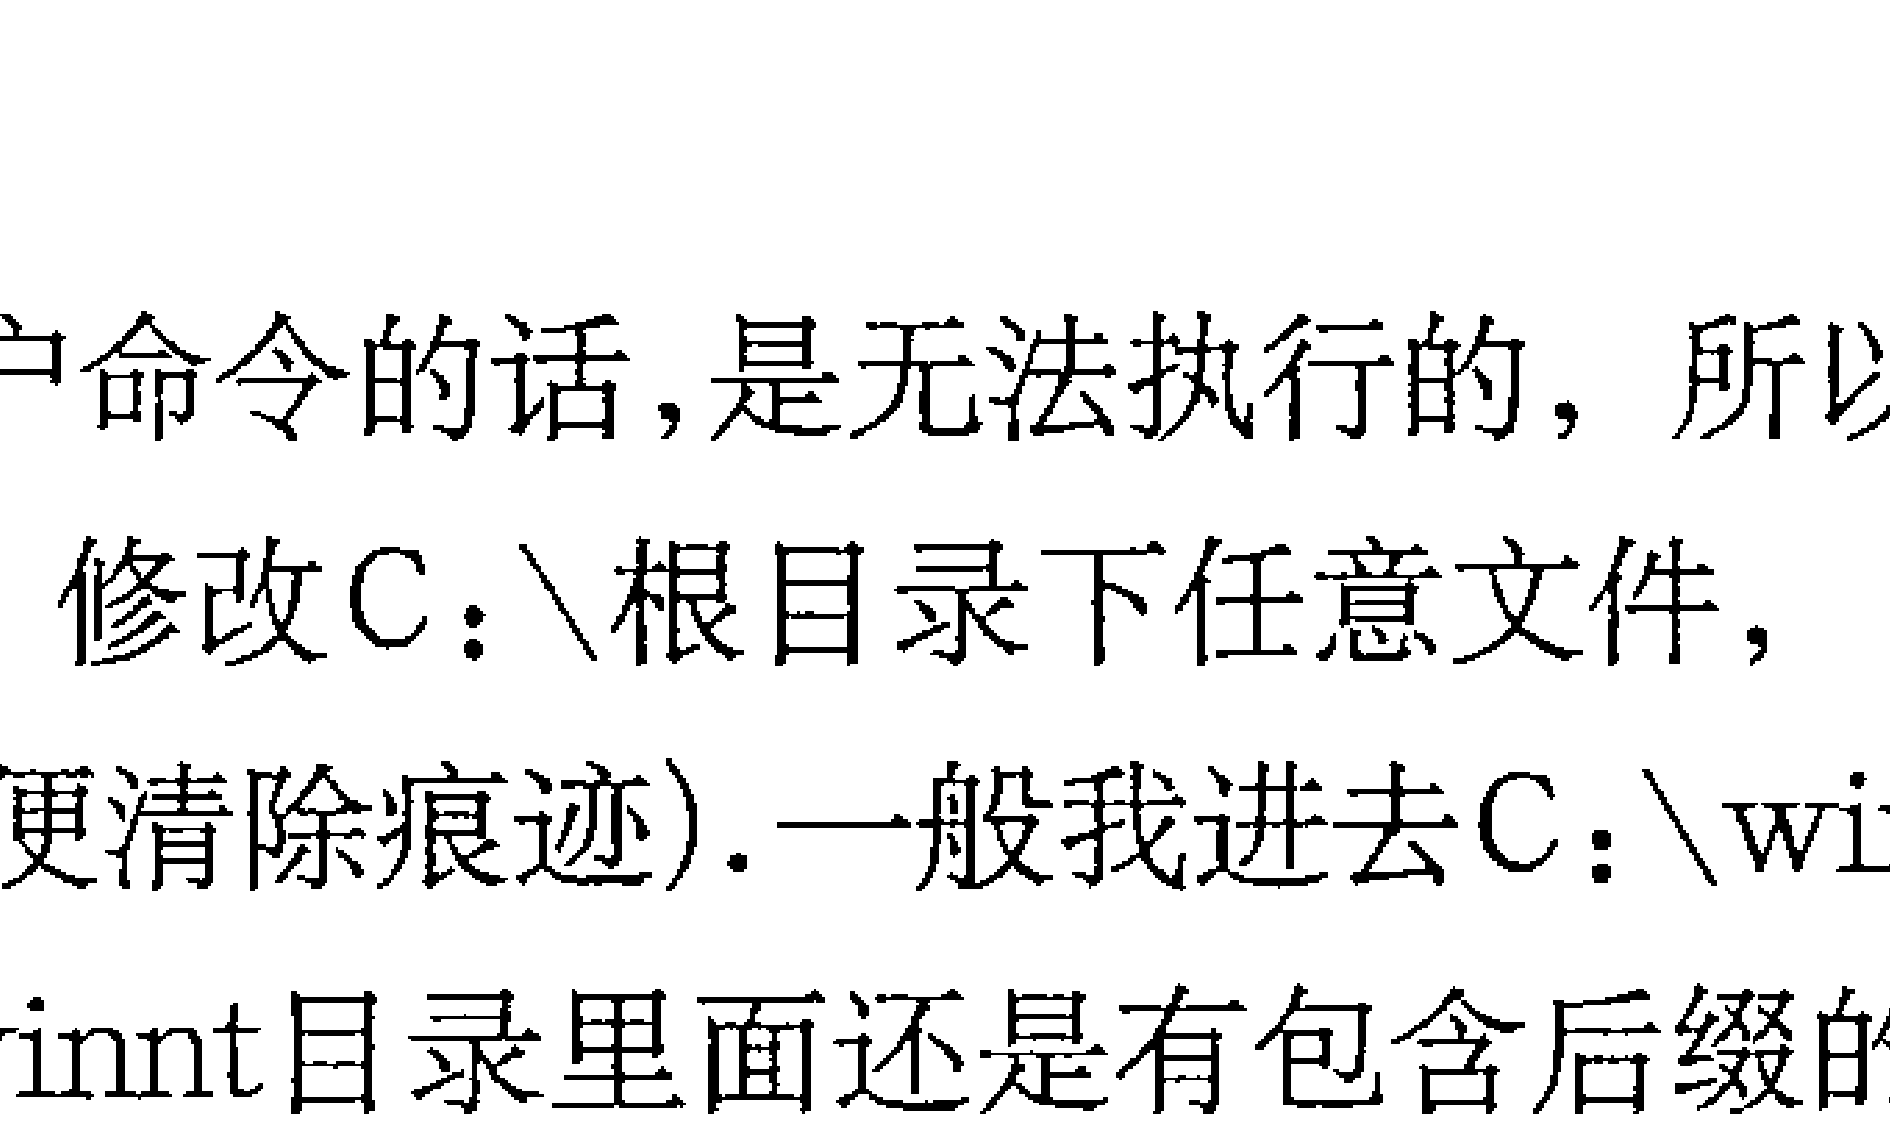 户命令的话,是无法执行的，所以
修改C:\根目录下任意文件，
便清除痕迹).一般我进去C:\wi
innt目录里面还是有包含后缀的